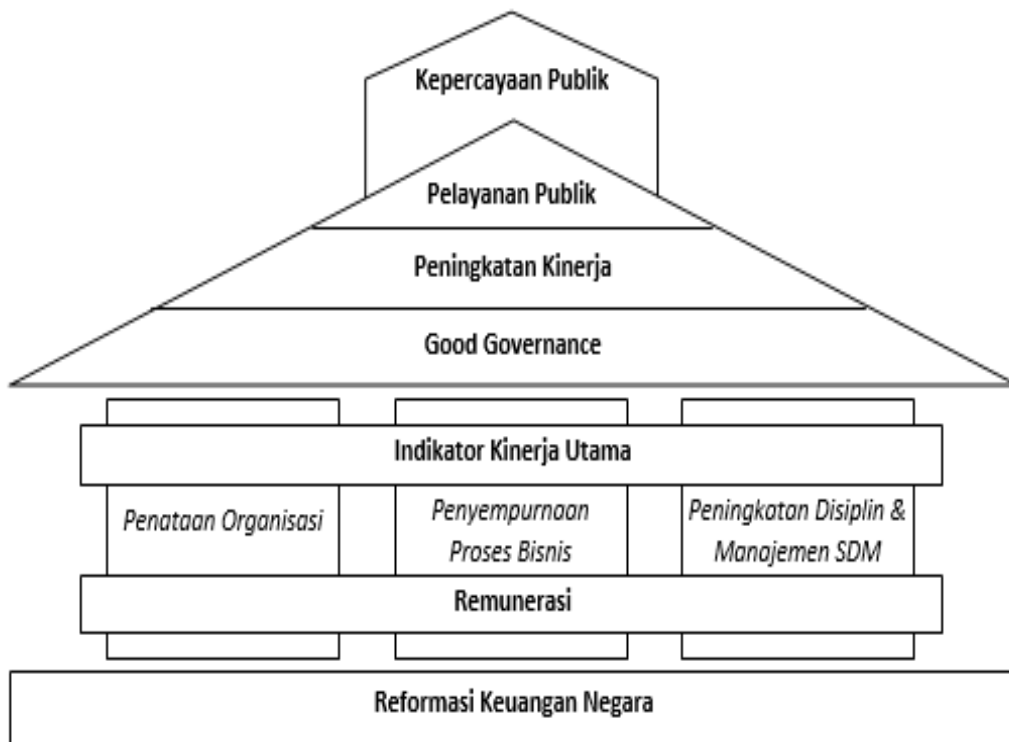 Kepercayaan Publik
Pelayanan Publik
Peningkatan Kinerja
Good Governance
Indikator Kinerja Utama
Penataan Organisasi
Penyempurnaan
Proses Bisnis
Peningkatan Disiplin &
Manajemen SDM
Remunerasi
Reformasi Keuangan Negara